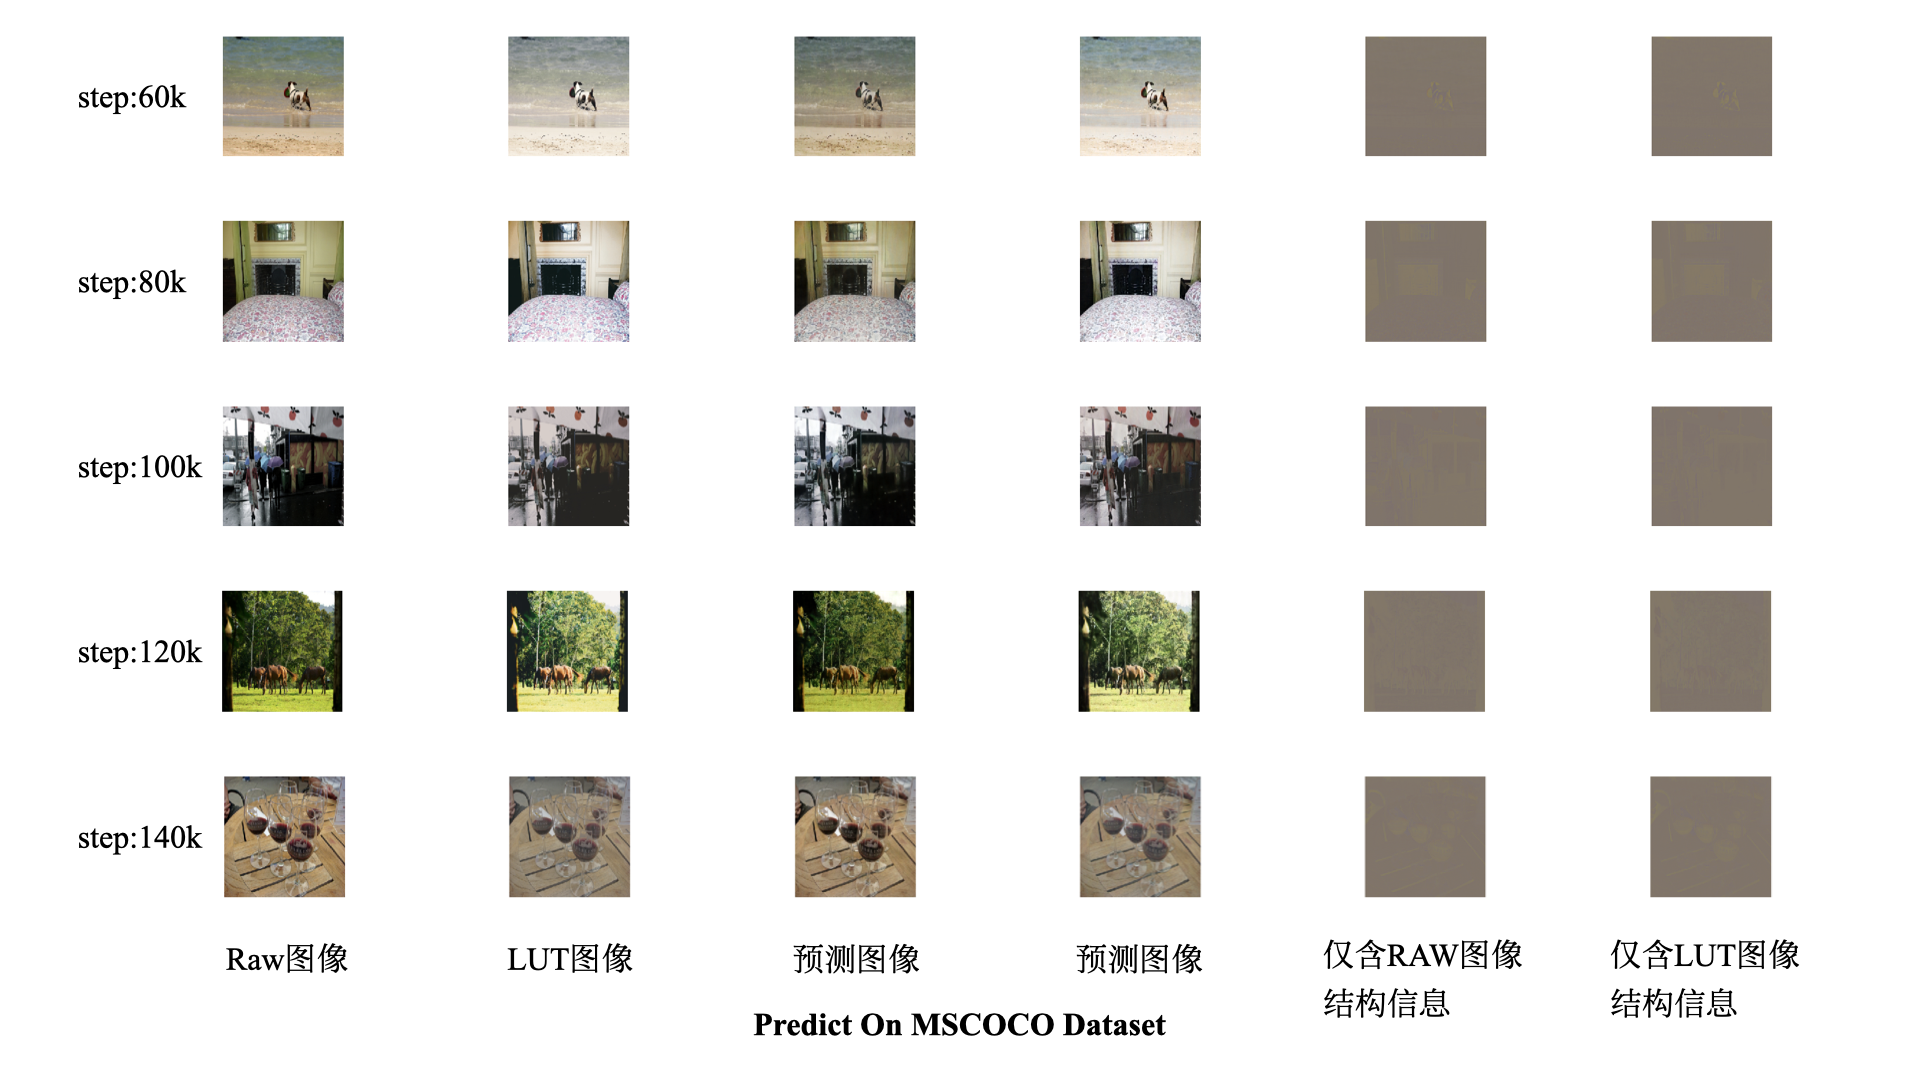 step:60k
step:80k
step:100k
step:120k
step:140k
Raw图像
LUT图像
预测图像
预测图像
仅含RAW图像
结构信息
仅含LUT图像
结构信息
Predict On MSCOCO Dataset